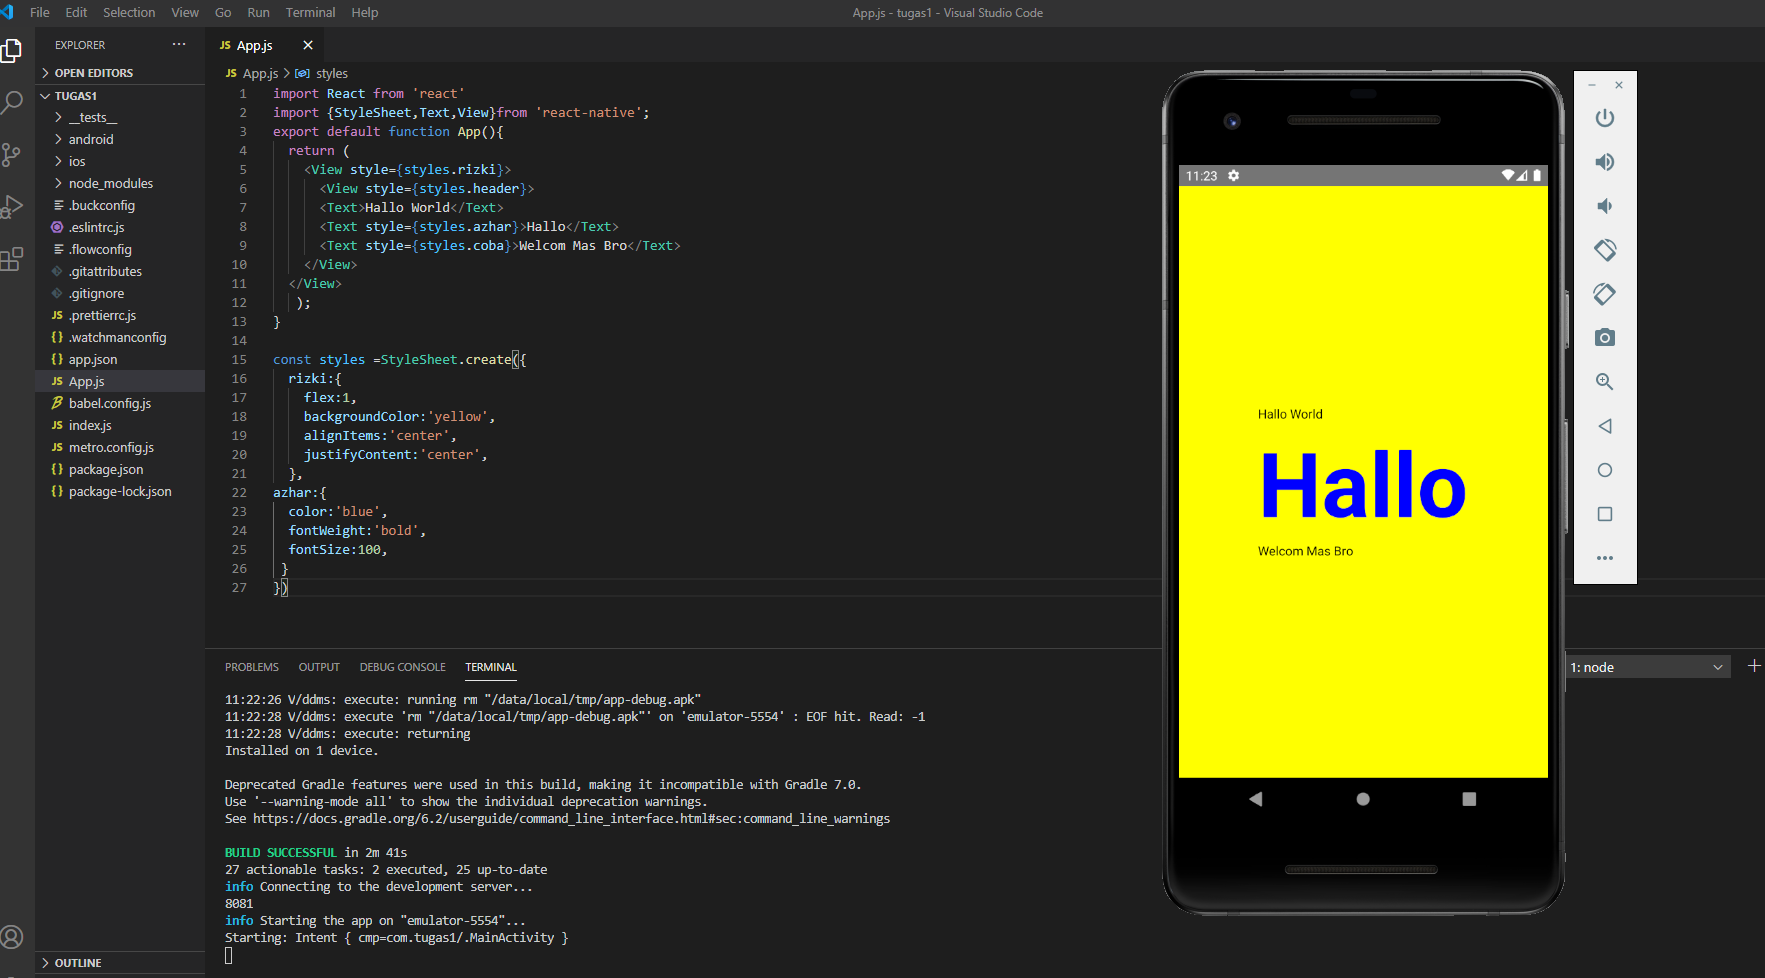 File Edit Selection View Go Run Terminal Help
App.js - tugas1 - Visual Studio Code
EXPLORER ...
OPEN EDITORS
TUGAS1
__tests__
android
ios
node_modules
.buckconfig
.eslintrc.js
.flowconfig
.gitattributes
.gitignore
JS .prettierrc.js
{} .watchmanconfig
{} app.json
JS App.js
babel.config.js
JS index.js
JS metro.config.js
{} package.json
{} package-lock.json
OUTLINE
JS App.js
JS App.js > styles
1 import React from 'react'
2 import {StyleSheet,Text,View}from 'react-native';
3 export default function App(){
4 return (
5 <View style={styles.rizki}>
6 <View style={styles.header}>
7 <Text>Hallo World</Text>
8 <Text style={styles.azhar}>Hallo</Text>
9 <Text style={styles.coba}>Welcom Mas Bro</Text>
10 </View>
11 </View>
12 );
13 }
14
15 const styles =StyleSheet.create({
16 rizki:{
17 flex:1,
18 backgroundColor:'yellow',
19 alignItems:'center',
20 justifyContent:'center',
21 },
22 azhar:{
23 color:'blue',
24 fontWeight:'bold',
25 fontSize:100,
26 }
27 })
PROBLEMS OUTPUT DEBUG CONSOLE TERMINAL
1: node
11:22:26 V/ddms: execute: running rm "/data/local/tmp/app-debug.apk"
11:22:28 V/ddms: execute 'rm "/data/local/tmp/app-debug.apk"' on 'emulator-5554' : EOF hit. Read: -1
11:22:28 V/ddms: execute: returning
Installed on 1 device.
Deprecated Gradle features were used in this build, making it incompatible with Gradle 7.0.
Use '--warning-mode all' to show the individual deprecation warnings.
See https://docs.gradle.org/6.2/userguide/command_line_interface.html#sec:command_line_warnings
BUILD SUCCESSFUL in 2m 41s
27 actionable tasks: 2 executed, 25 up-to-date
info Connecting to the development server...
8081
info Starting the app on "emulator-5554"...
Starting: Intent { cmp=com.tugas1/.MainActivity }
11:23
Hallo World
Hallo
Welcom Mas Bro